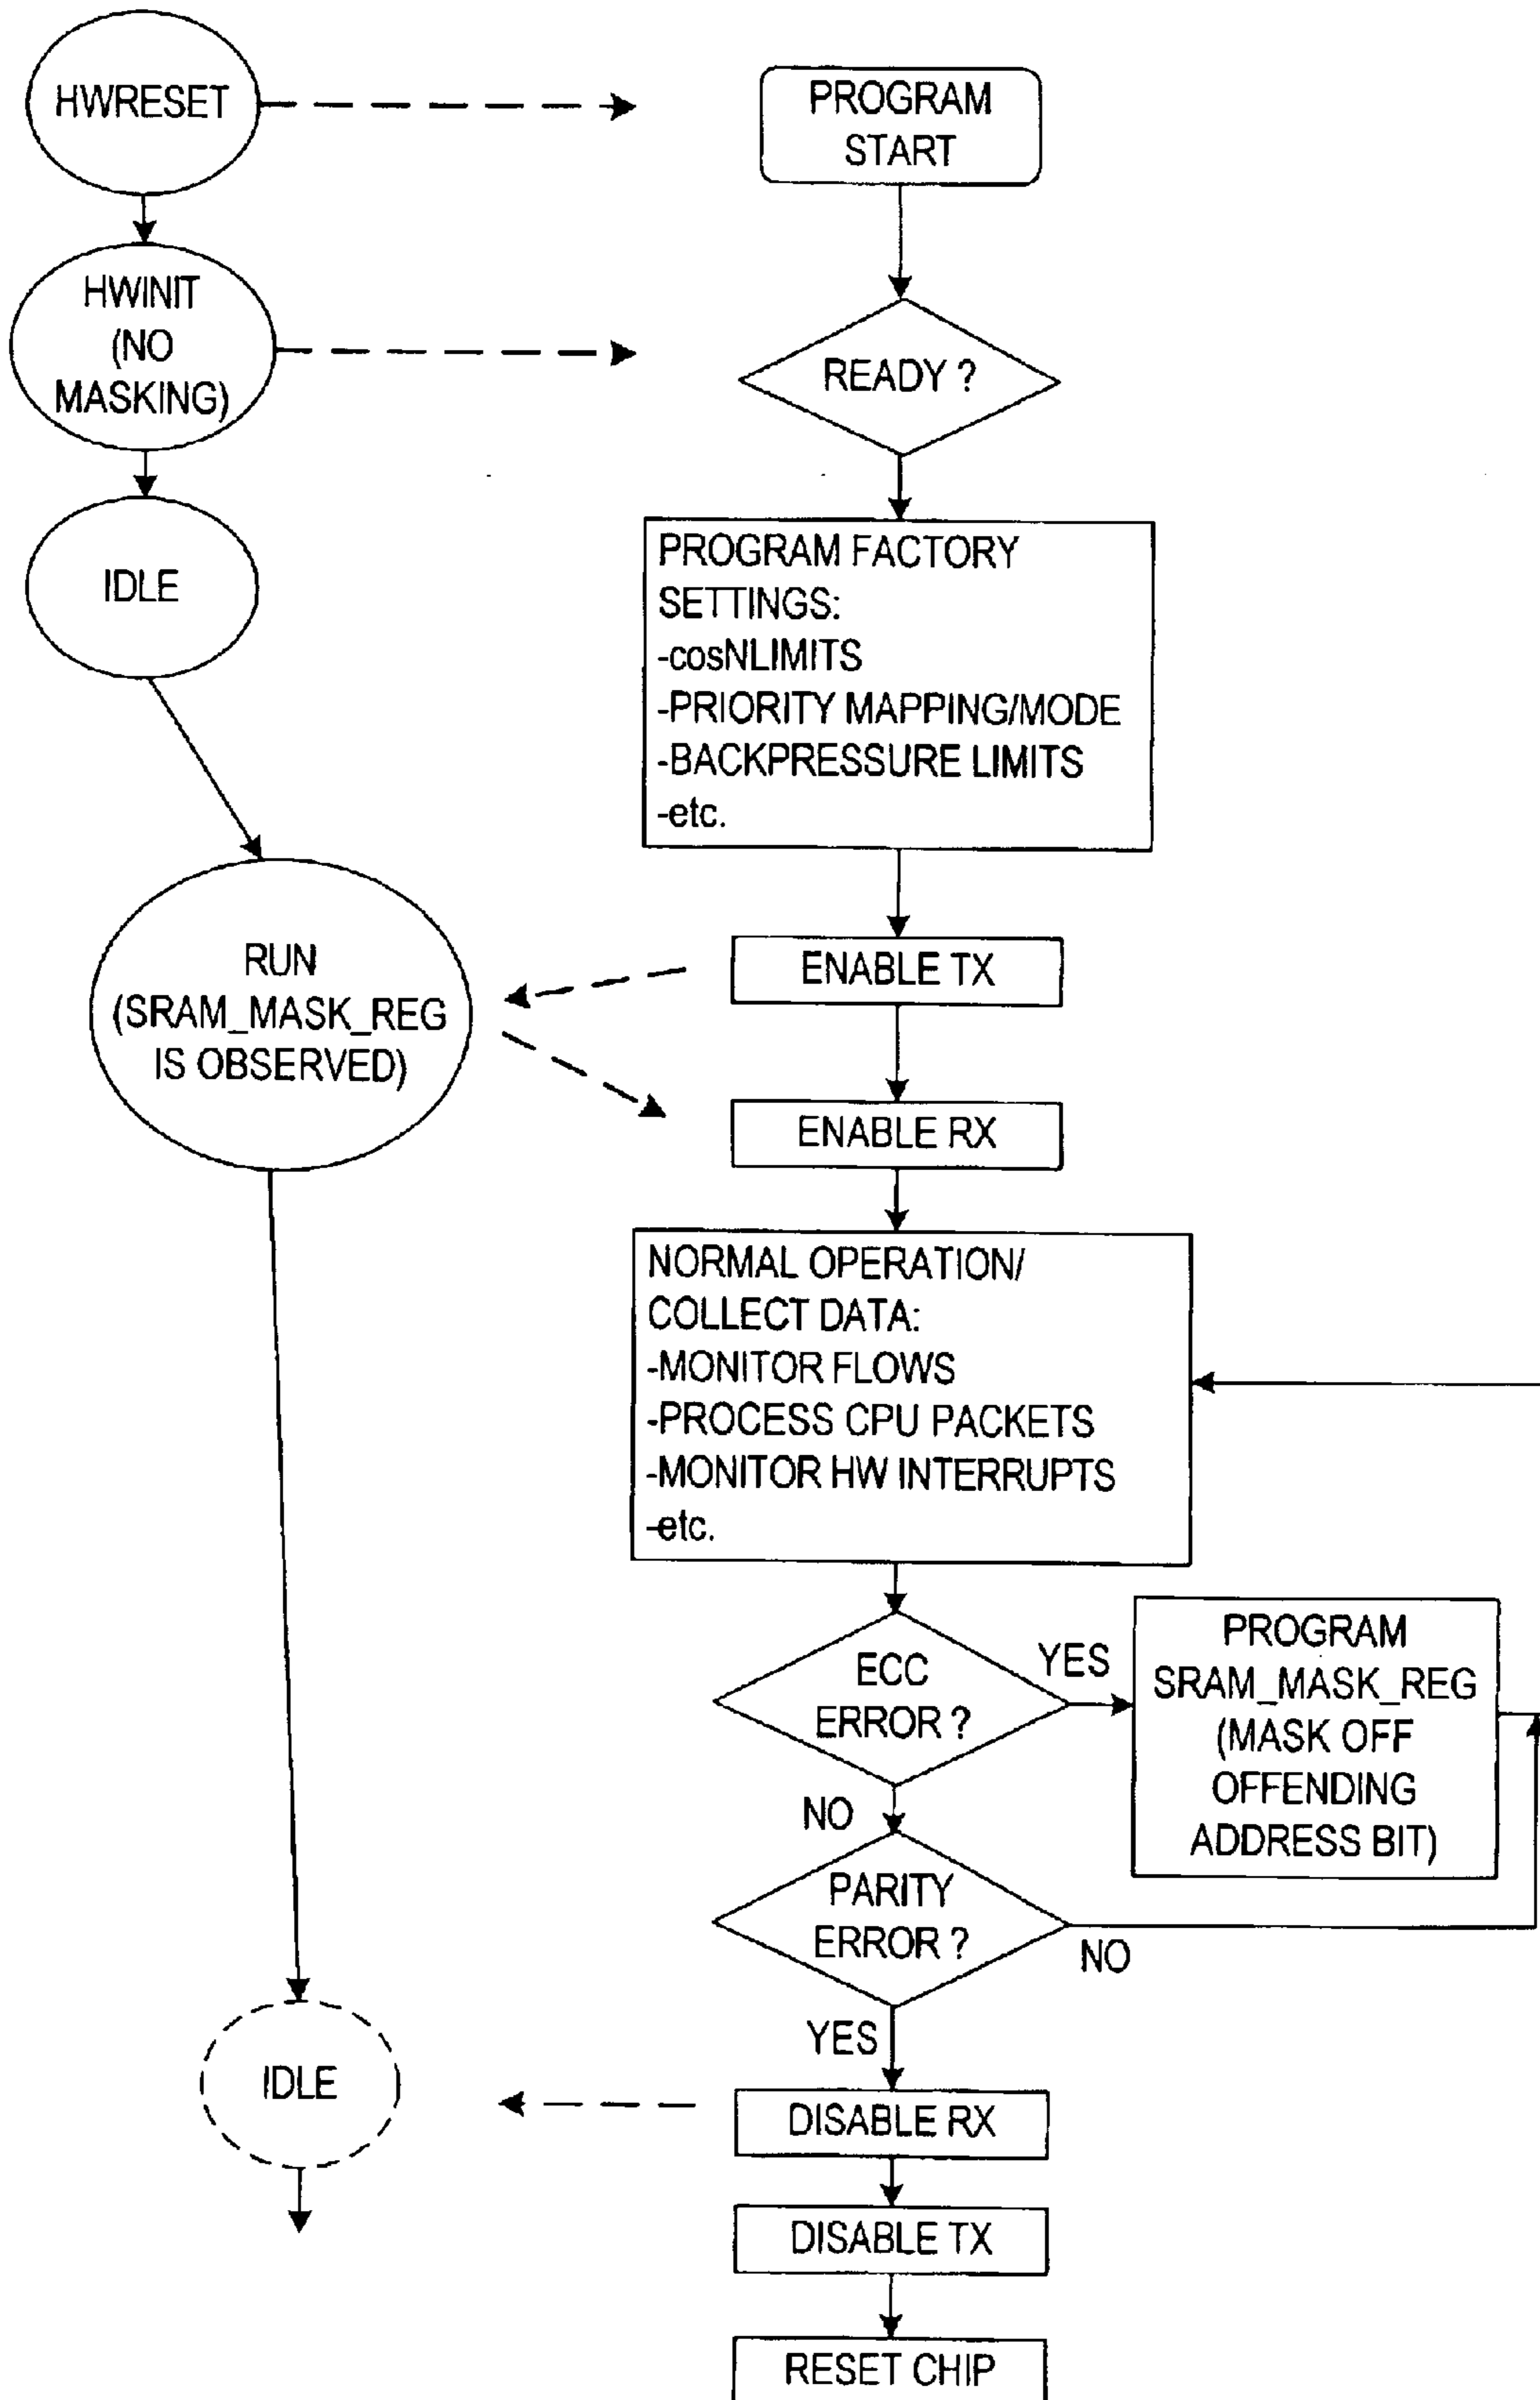 HWRESET
PROGRAM
START
HWINIT
(NO
MASKING)
READY ?
IDLE
PROGRAM FACTORY
SETTINGS:
-cosNLIMITS
-PRIORITY MAPPING/MODE
-BACKPRESSURE LIMITS
-etc.
RUN
(SRAM_MASK_REG
IS OBSERVED)
ENABLE TX
ENABLE RX
NORMAL OPERATION/
COLLECT DATA:
-MONITOR FLOWS
-PROCESS CPU PACKETS
-MONITOR HW INTERRUPTS
-etc.
ECC
ERROR ?
YES
PROGRAM
SRAM_MASK_REG
(MASK OFF
OFFENDING
ADDRESS BIT)
NO
PARITY
ERROR ?
NO
YES
IDLE
DISABLE RX
DISABLE TX
RESET CHIP